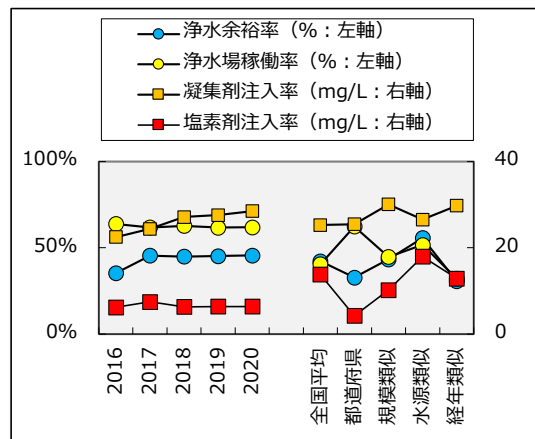 浄水余裕率（%：左軸）
浄水場稼働率（%：左軸）
凝集剤注入率（mg/L：右軸）
塩素剤注入率（mg/L：右軸）
100%
50%
0%
40
20
0
2016
2017
2018
2019
2020
全国平均
都道府県
規模類似
水源類似
経年類似